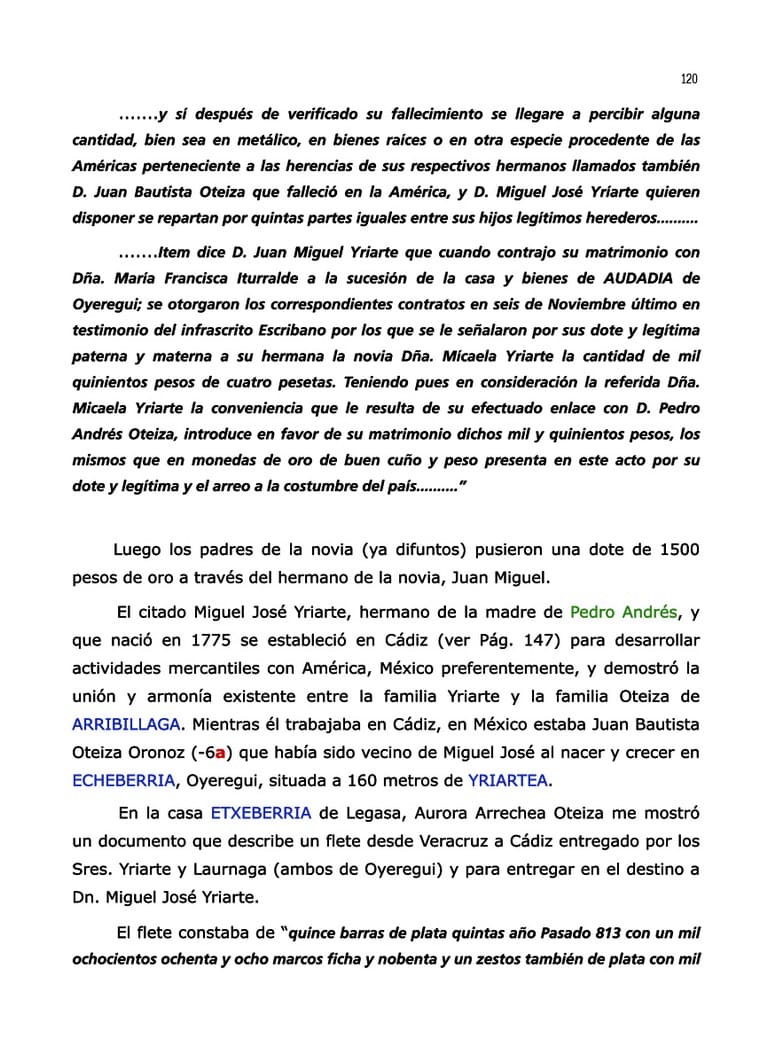 120
.......y sí después de verificado su fallecimiento se llegare a percibir alguna
cantidad, bien sea en metálico, en bienes raíces o en otra especie procedente de las
Américas perteneciente a las herencias de sus respectivos hermanos llamados también
D. Juan Bautista Oteiza que falleció en la América, y D. Miguel José Yríarte quieren
disponer se repartan por quintas partes iguales entre sus hijos legítimos herederos..........
.......Item dice D. Juan Miguel Yriarte que cuando contrajo su matrimonio con
Dña. María Francisca Iturralde a la sucesión de la casa y bienes de AUDADIA de
Oyeregui; se otorgaron los correspondientes contratos en seis de Noviembre último en
testimonio del infrascrito Escribano por los que se le señalaron por sus dote y legítima
paterna y materna a su hermana la novia Dña. Mícaela Yriarte la cantidad de mil
quinientos pesos de cuatro pesetas. Teniendo pues en consideración la referida Dña.
Micaela Yriarte la conveniencia que le resulta de su efectuado enlace con D. Pedro
Andrés Oteiza, introduce en favor de su matrimonio dichos mil y quinientos pesos, los
mismos que en monedas de oro de buen cuño y peso presenta en este acto por su
dote y legítima y el arreo a la costumbre del país.........."
Luego los padres de la novia (ya difuntos) pusieron una dote de 1500
pesos de oro a través del hermano de la novia, Juan Miguel.
El citado Miguel José Yriarte, hermano de la madre de Pedro Andrés, y
que nació en 1775 se estableció en Cádiz (ver Pág. 147) para desarrollar
actividades mercantiles con América, México preferentemente, y demostró la
unión y armonía existente entre la familia Yriarte y la familia Oteiza de
ARRIBILLAGA. Mientras él trabajaba en Cádiz, en México estaba Juan Bautista
Oteiza Oronoz (-6a) que había sido vecino de Miguel José al nacer y crecer en
ECHEBERRIA, Oyeregui, situada a 160 metros de YRIARTEA.
En la casa ETXEBERRIA de Legasa, Aurora Arrechea Oteiza me mostró
un documento que describe un flete desde Veracruz a Cádiz entregado por los
Sres. Yriarte y Laurnaga (ambos de Oyeregui) y para entregar en el destino a
Dn. Miguel José Yriarte.
El flete constaba de "quince barras de plata quintas año Pasado 813 con un mil
ochocientos ochenta y ocho marcos ficha y nobenta y un zestos también de plata con mil